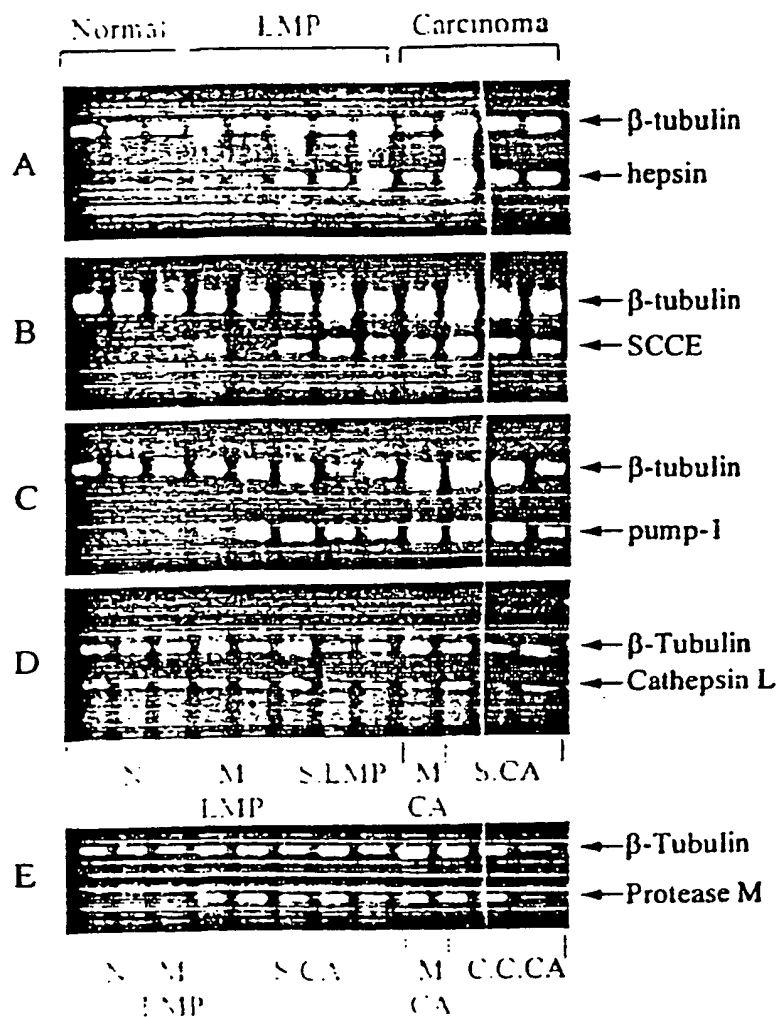 Normal LMP Carcinoma
A
β-tubulin
hepsin
B
β-tubulin
SCCE
C
β-tubulin
pump-1
D
β-Tubulin
Cathepsin L
N M S.LMP M S.CA
LMP CA
E
β-Tubulin
Protease M
N M S.CA M C.C.CA
LMP CA